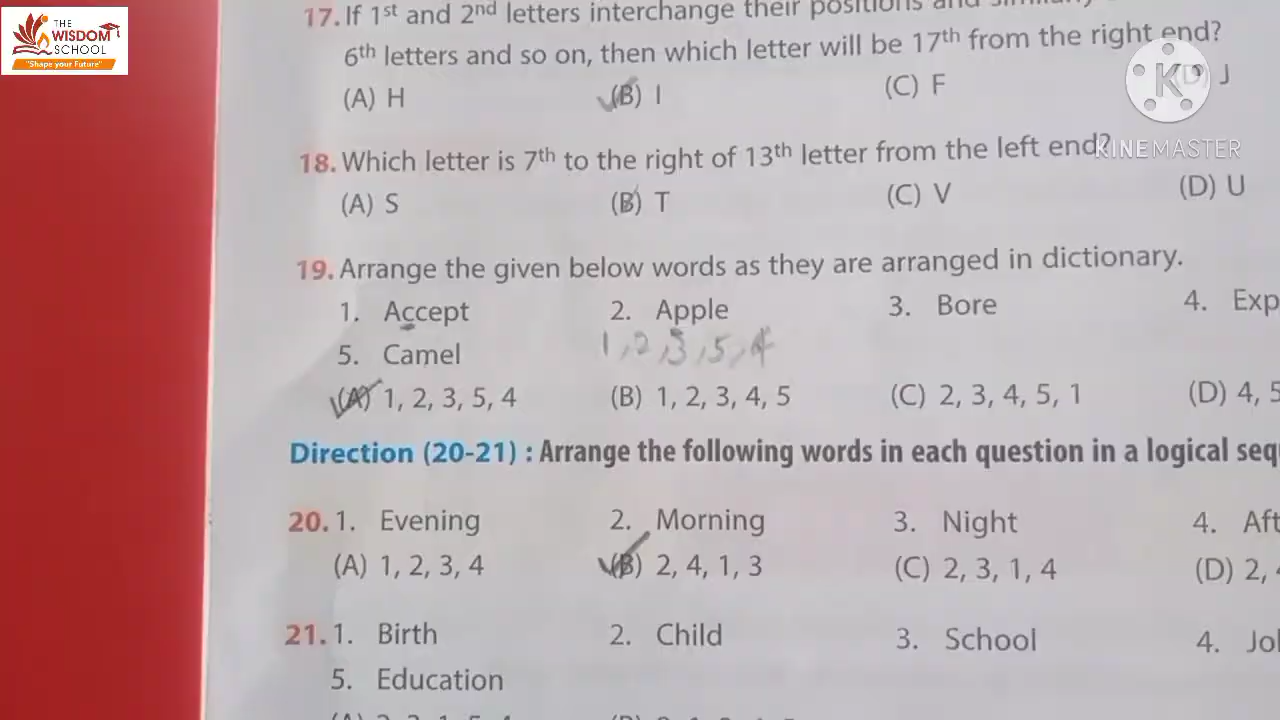 THE
WISDOM
SCHOOL
"Shape your Future"
17. If 1st and 2nd letters interchange their positions and
6th letters and so on, then which letter will be 17th from the right end?
(A) H (B) I (C) F (D) J
KINEMASTER
18. Which letter is 7th to the right of 13th letter from the left end?
(A) S (B) T (C) V (D) U
19. Arrange the given below words as they are arranged in dictionary.
1. Accept 2. Apple 3. Bore 4. Exp
5. Camel 1, 2, 3, 5, 4
(A) 1, 2, 3, 5, 4 (B) 1, 2, 3, 4, 5 (C) 2, 3, 4, 5, 1 (D) 4, 5
Direction (20-21) : Arrange the following words in each question in a logical seq
20. 1. Evening 2. Morning 3. Night 4. Aft
(A) 1, 2, 3, 4 (B) 2, 4, 1, 3 (C) 2, 3, 1, 4 (D) 2,
21. 1. Birth 2. Child 3. School 4. Jo
5. Education